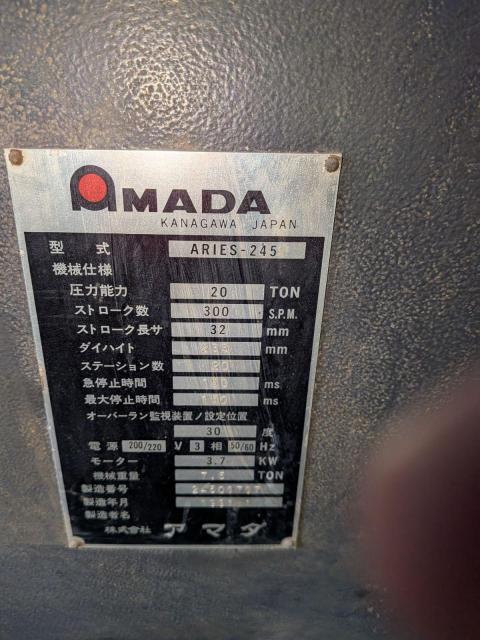 AMADA
KANAGAWA JAPAN
型式 ARIES-245
機械仕様
圧力能力 20 TON
ストローク数 300 S.P.M.
ストローク長サ 32 mm
ダイハイト mm
ステーション数 20
急停止時間 ms
最大停止時間 ms
オーバーラン監視装置ノ設定位置
30 度
電源 200/220 V 3 相 50/60 Hz
モーター 3.7 KW
機械重量 TON
製造番号
製造年月
製造者名
株式会社 アマダ